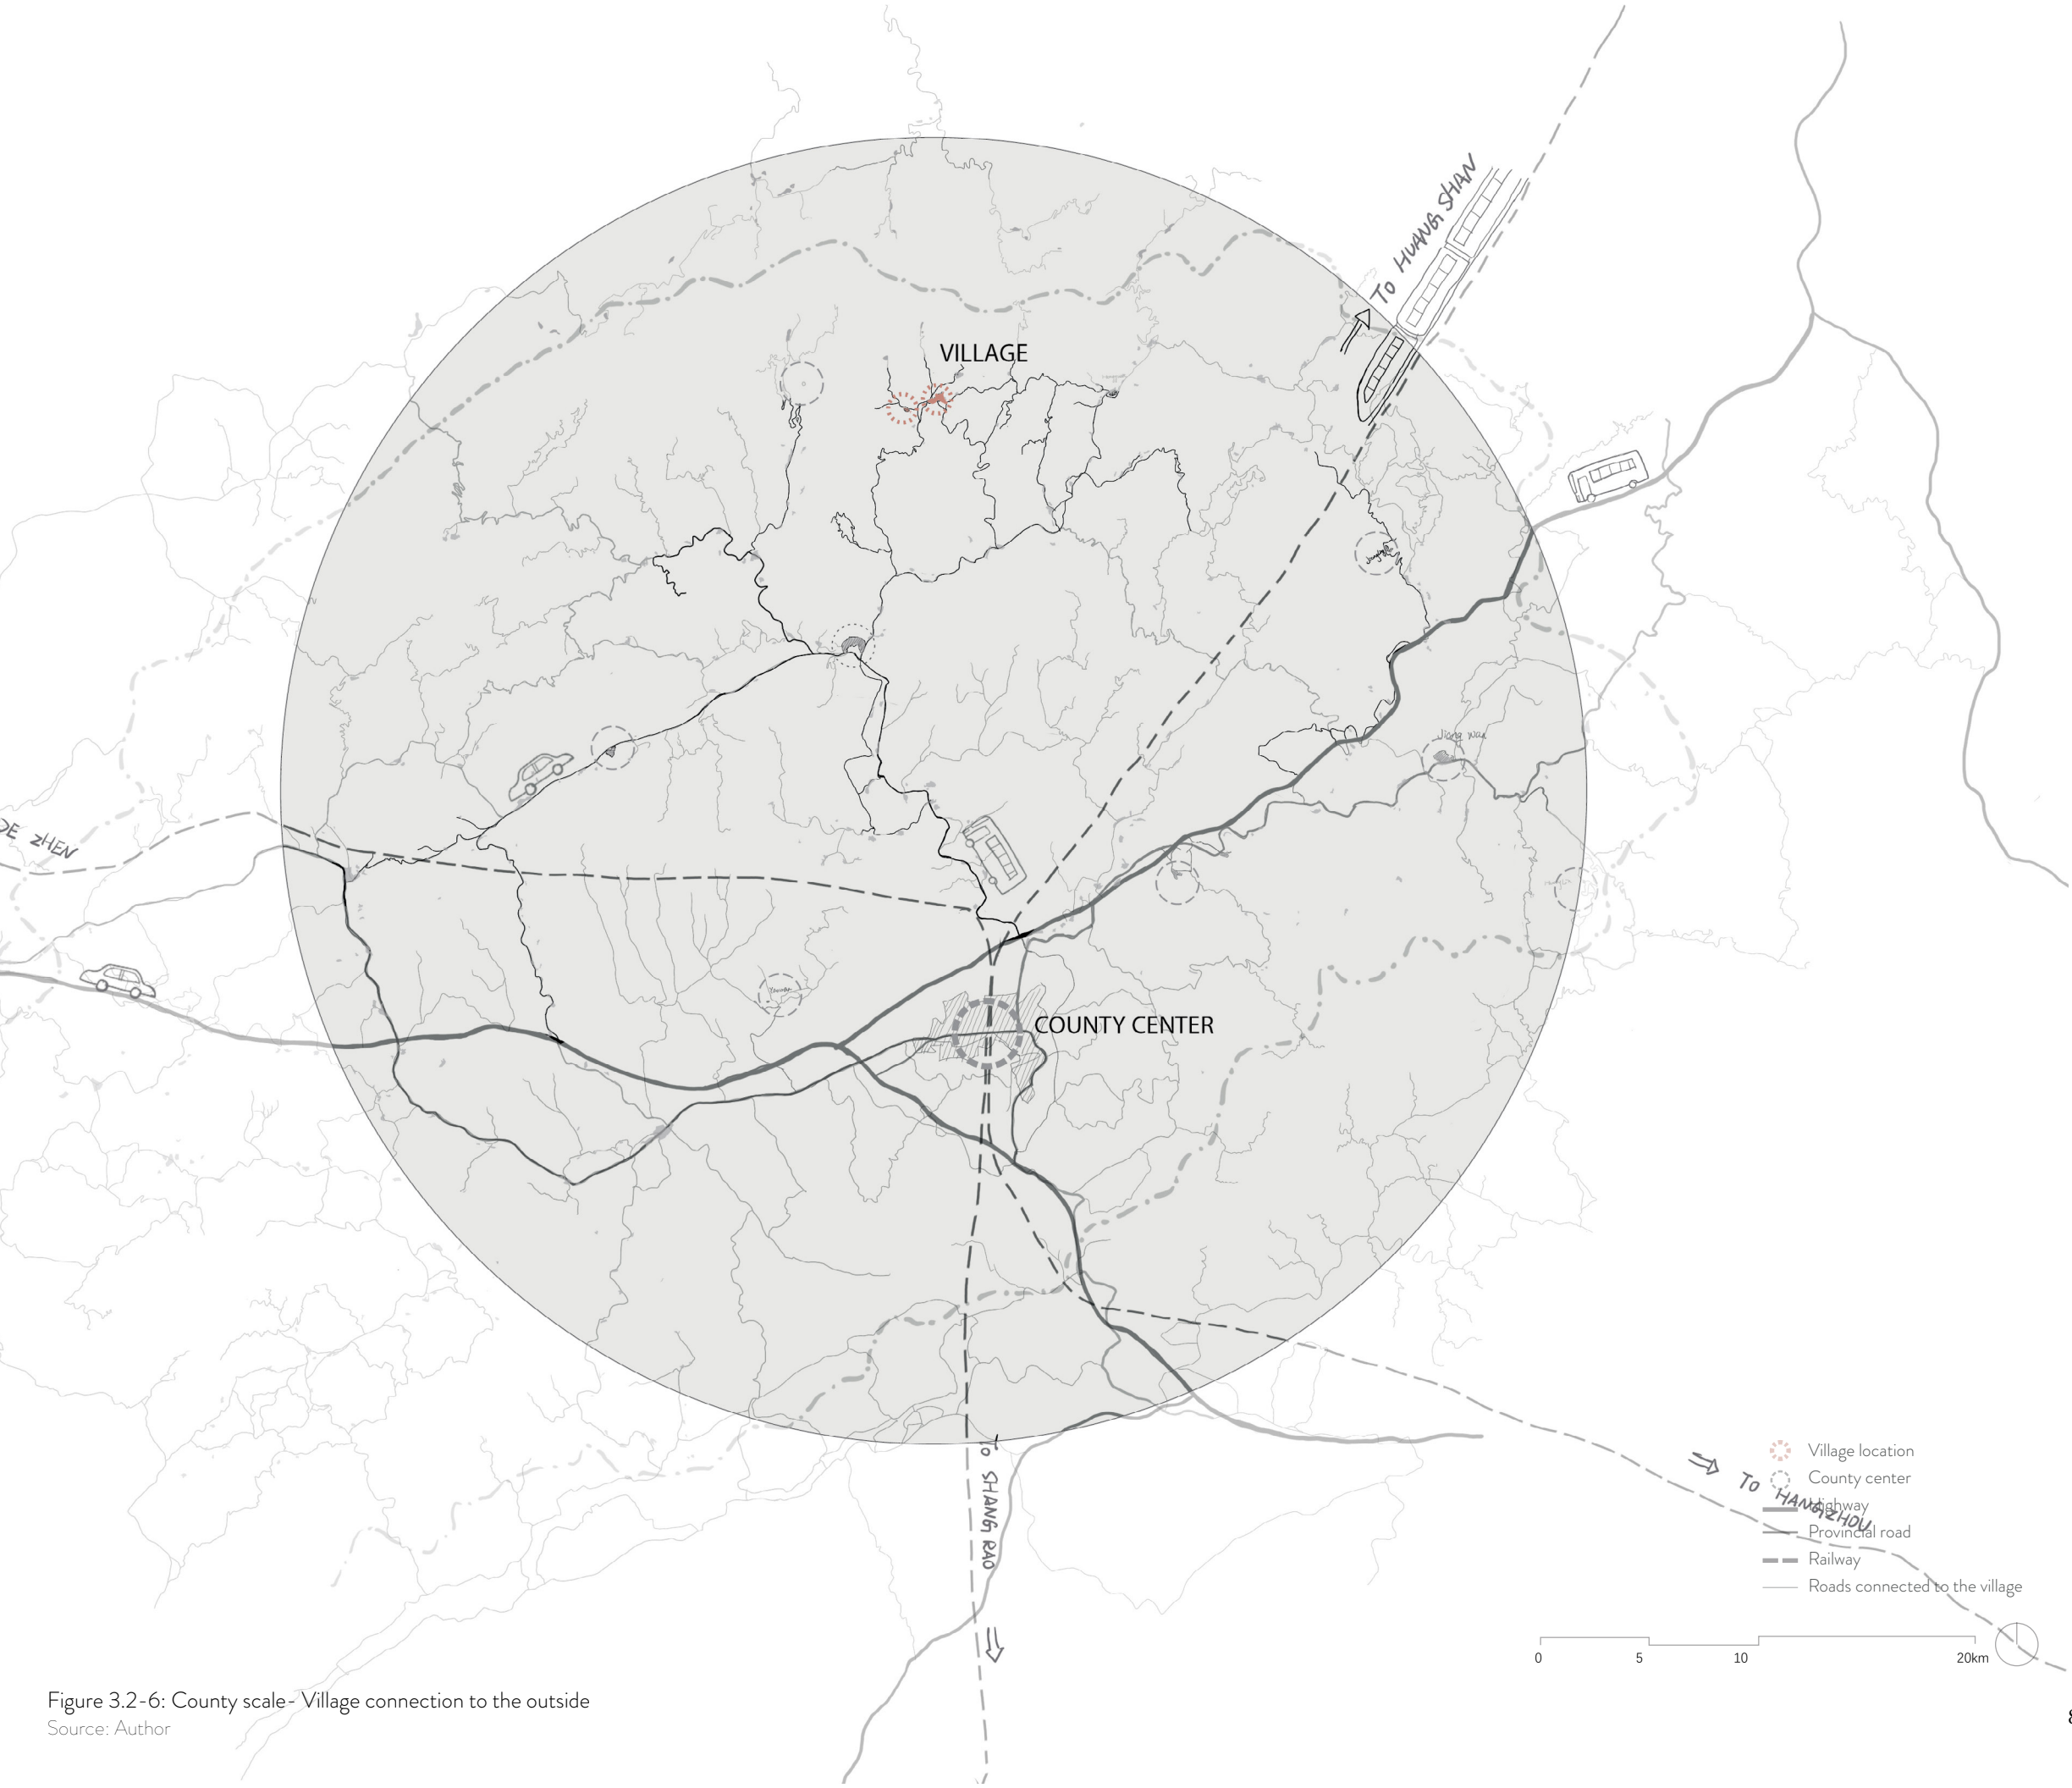 TO HUANG SHAN
VILLAGE
Jiang wan
DE ZHEN
COUNTY CENTER
TO SHANG RAO
TO HANGZHOU
Village location
County center
Highway
Provincial road
Railway
Roads connected to the village
0 5 10 20km
Figure 3.2-6: County scale- Village connection to the outside
Source: Author